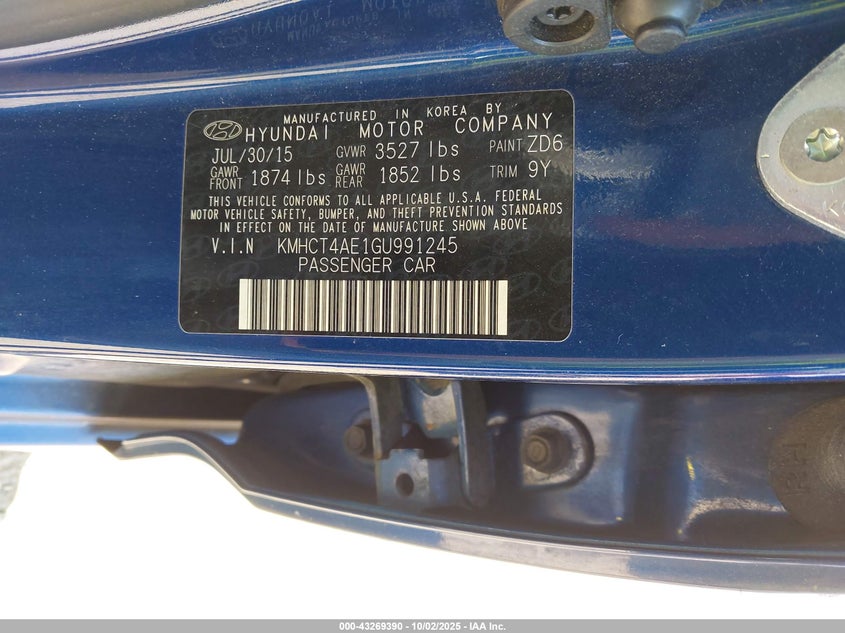 MANUFACTURED IN KOREA BY
HYUNDAI MOTOR COMPANY
JUL/30/15 GVWR 3527 lbs PAINT ZD6
GAWR FRONT 1874 lbs GAWR REAR 1852 lbs TRIM 9Y
THIS VEHICLE CONFORMS TO ALL APPLICABLE U.S.A. FEDERAL
MOTOR VEHICLE SAFETY, BUMPER, AND THEFT PREVENTION STANDARDS
IN EFFECT ON THE DATE OF MANUFACTURE SHOWN ABOVE
V.I.N KMHCT4AE1GU991245
PASSENGER CAR
000-43269390 - 10/02/2025 - IAA Inc.